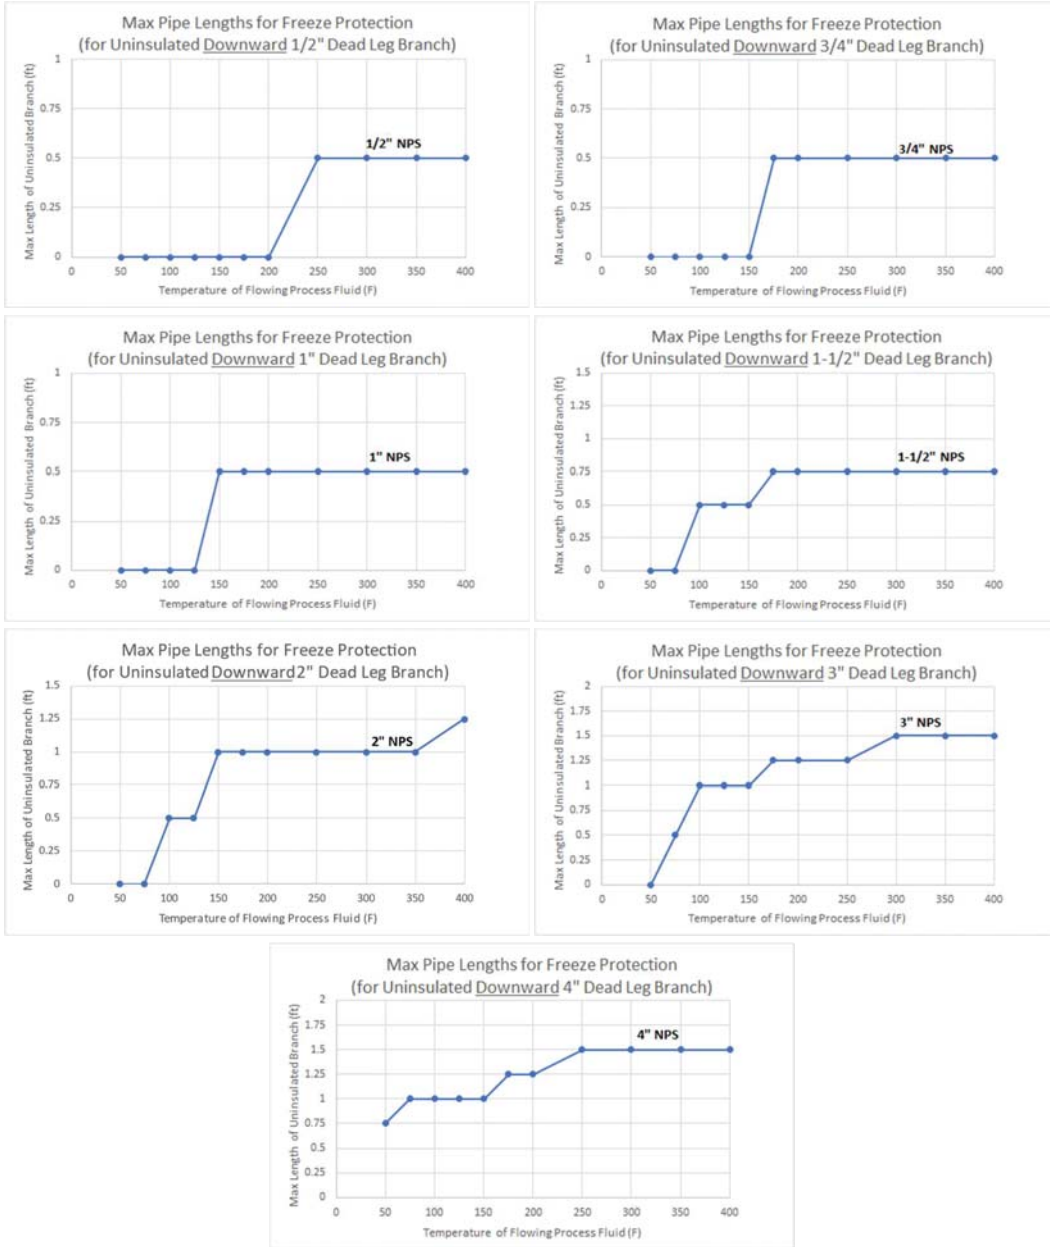 Max Pipe Lengths for Freeze Protection
(for Uninsulated Downward 1/2" Dead Leg Branch)
Max Length of Uninsulated Branch (ft)
1
0.75
0.5
0.25
0
1/2" NPS
0 50 100 150 200 250 300 350 400
Temperature of Flowing Process Fluid (F)
Max Pipe Lengths for Freeze Protection
(for Uninsulated Downward 3/4" Dead Leg Branch)
Max Length of Uninsulated Branch (ft)
1
0.75
0.5
0.25
0
3/4" NPS
0 50 100 150 200 250 300 350 400
Temperature of Flowing Process Fluid (F)
Max Pipe Lengths for Freeze Protection
(for Uninsulated Downward 1" Dead Leg Branch)
Max Length of Uninsulated Branch (ft)
1
0.75
0.5
0.25
0
1" NPS
0 50 100 150 200 250 300 350 400
Temperature of Flowing Process Fluid (F)
Max Pipe Lengths for Freeze Protection
(for Uninsulated Downward 1-1/2" Dead Leg Branch)
Max Length of Uninsulated Branch (ft)
1.5
1.25
1
0.75
0.5
0.25
0
1-1/2" NPS
0 50 100 150 200 250 300 350 400
Temperature of Flowing Process Fluid (F)
Max Pipe Lengths for Freeze Protection
(for Uninsulated Downward 2" Dead Leg Branch)
Max Length of Uninsulated Branch (ft)
1.5
1.25
1
0.75
0.5
0.25
0
2" NPS
0 50 100 150 200 250 300 350 400
Temperature of Flowing Process Fluid (F)
Max Pipe Lengths for Freeze Protection
(for Uninsulated Downward 3" Dead Leg Branch)
Max Length of Uninsulated Branch (ft)
2
1.75
1.5
1.25
1
0.75
0.5
0.25
0
3" NPS
0 50 100 150 200 250 300 350 400
Temperature of Flowing Process Fluid (F)
Max Pipe Lengths for Freeze Protection
(for Uninsulated Downward 4" Dead Leg Branch)
Max Length of Uninsulated Branch (ft)
2
1.75
1.5
1.25
1
0.75
0.5
0.25
0
4" NPS
0 50 100 150 200 250 300 350 400
Temperature of Flowing Process Fluid (F)